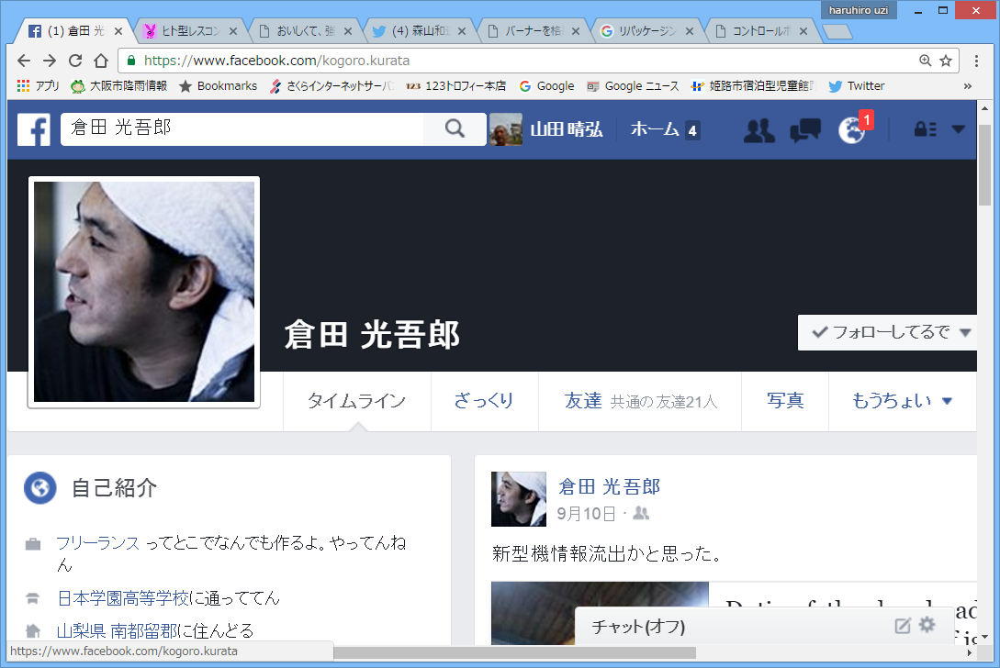 haruhiro uzi
(1) 倉田 光
ヒト型レスコン
おいしくて、強
(4) 森山和
バーナーを格
リパッケージン
コントロールボ
https://www.facebook.com/kogoro.kurata
アプリ 大阪市降雨情報 Bookmarks さくらインターネットサーバ 123 123トロフィー本店 Google Google ニュース 姫路市宿泊型児童館 Twitter »
倉田 光吾郎 山田 晴弘 ホーム 4 1
倉田 光吾郎
フォローしてるで
タイムライン ざっくり 友達 共通の友達21人 写真 もうちょい
自己紹介
フリーランス ってとこでなんでも作るよ。やってんね
ん
日本学園高等学校に通っててん
山梨県 南都留郡に住んどる
倉田 光吾郎
9月10日 ·
新型機情報流出かと思った。
チャット(オフ)
https://www.facebook.com/kogoro.kurata